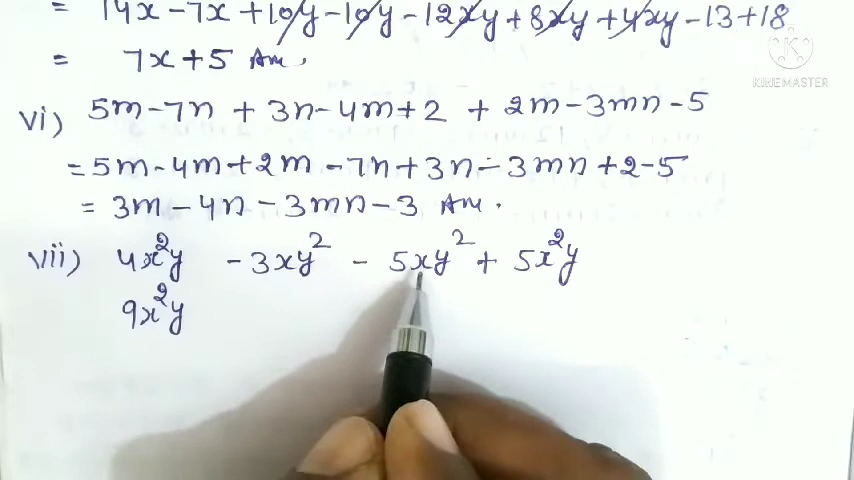 = 14x - 7x + 10y - 10y - 12xy + 8xy + 4xy - 13 + 18
= 7x + 5 Ans.
KINEMASTER
vi) 5m - 7n + 3n - 4m + 2 + 2m - 3mn - 5
= 5m - 4m + 2m - 7n + 3n - 3mn + 2 - 5
= 3m - 4n - 3mn - 3 Ans.
vii) 4x²y - 3xy² - 5xy² + 5x²y
9x²y